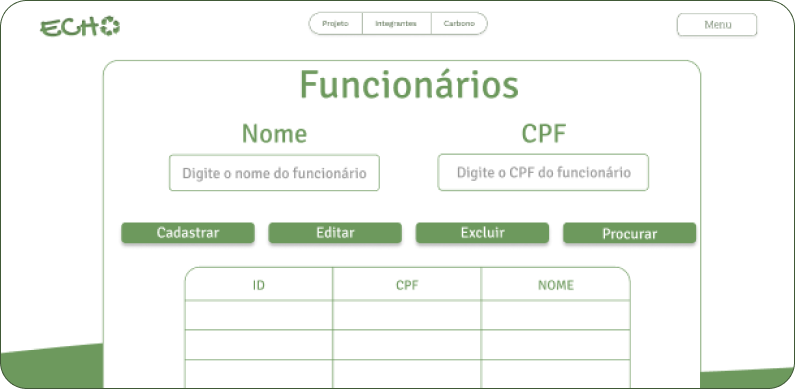 ECHO
Projeto Integrantes Carbono
Menu
Funcionários
Nome CPF
Digite o nome do funcionário Digite o CPF do funcionário
Cadastrar Editar Excluir Procurar
ID CPF NOME